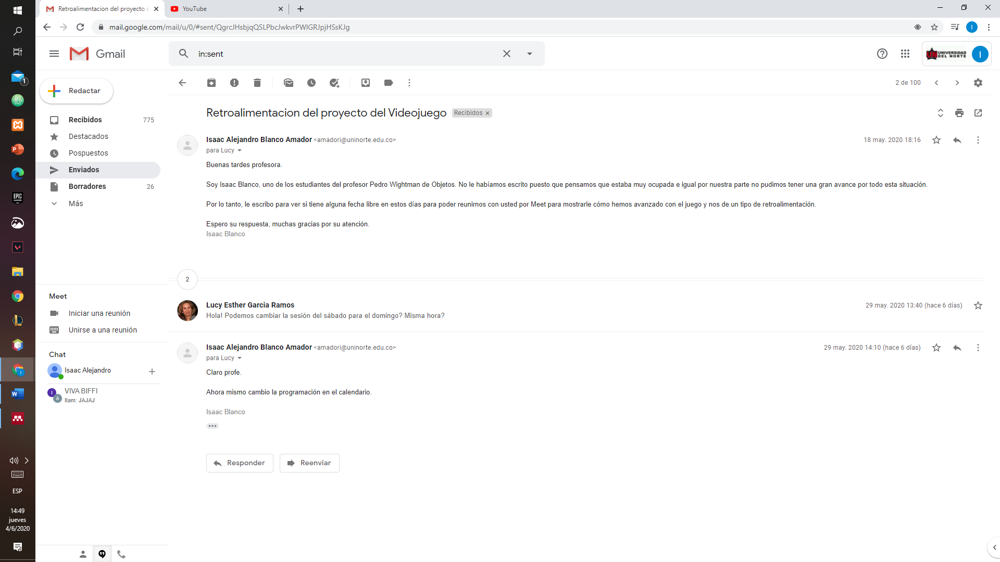 Retroalimentacion del proyecto d
YouTube
mail.google.com/mail/u/0/#sent/QgrcJHsbjqQSLPbcJwkvrPWlGRJpjHSsKJg
I
Gmail
in:sent
UN UNIVERSIDAD
DEL NORTE
I
Redactar
2 de 100
Recibidos 775
Destacados
Pospuestos
Enviados
Borradores 26
Más
Retroalimentacion del proyecto del Videojuego Recibidos x
Isaac Alejandro Blanco Amador <amadori@uninorte.edu.co> 18 may. 2020 18:16
para Lucy
Buenas tardes profesora.
Soy Isaac Blanco, uno de los estudiantes del profesor Pedro Wightman de Objetos. No le habíamos escrito puesto que pensamos que estaba muy ocupada e igual por nuestra parte no pudimos tener una gran avance por todo esta situación.
Por lo tanto, le escribo para ver si tiene alguna fecha libre en estos días para poder reunirnos con usted por Meet para mostrarle cómo hemos avanzado con el juego y nos de un tipo de retroalimentación.
Espero su respuesta, muchas gracias por su atención.
Isaac Blanco
2
Lucy Esther Garcia Ramos 29 may. 2020 13:40 (hace 6 días)
Hola! Podemos cambiar la sesión del sábado para el domingo? Misma hora?
Isaac Alejandro Blanco Amador <amadori@uninorte.edu.co> 29 may. 2020 14:10 (hace 6 días)
para Lucy
Claro profe.
Ahora mismo cambio la programación en el calendario.
Isaac Blanco
Responder
Reenviar
Meet
Iniciar una reunión
Unirse a una reunión
Chat
Isaac Alejandro
I
A
VIVA BIFFI
Ilam: JAJAJ
1
P
EPIC
GAMES
I
W
ESP
14:49
jueves
4/6/2020